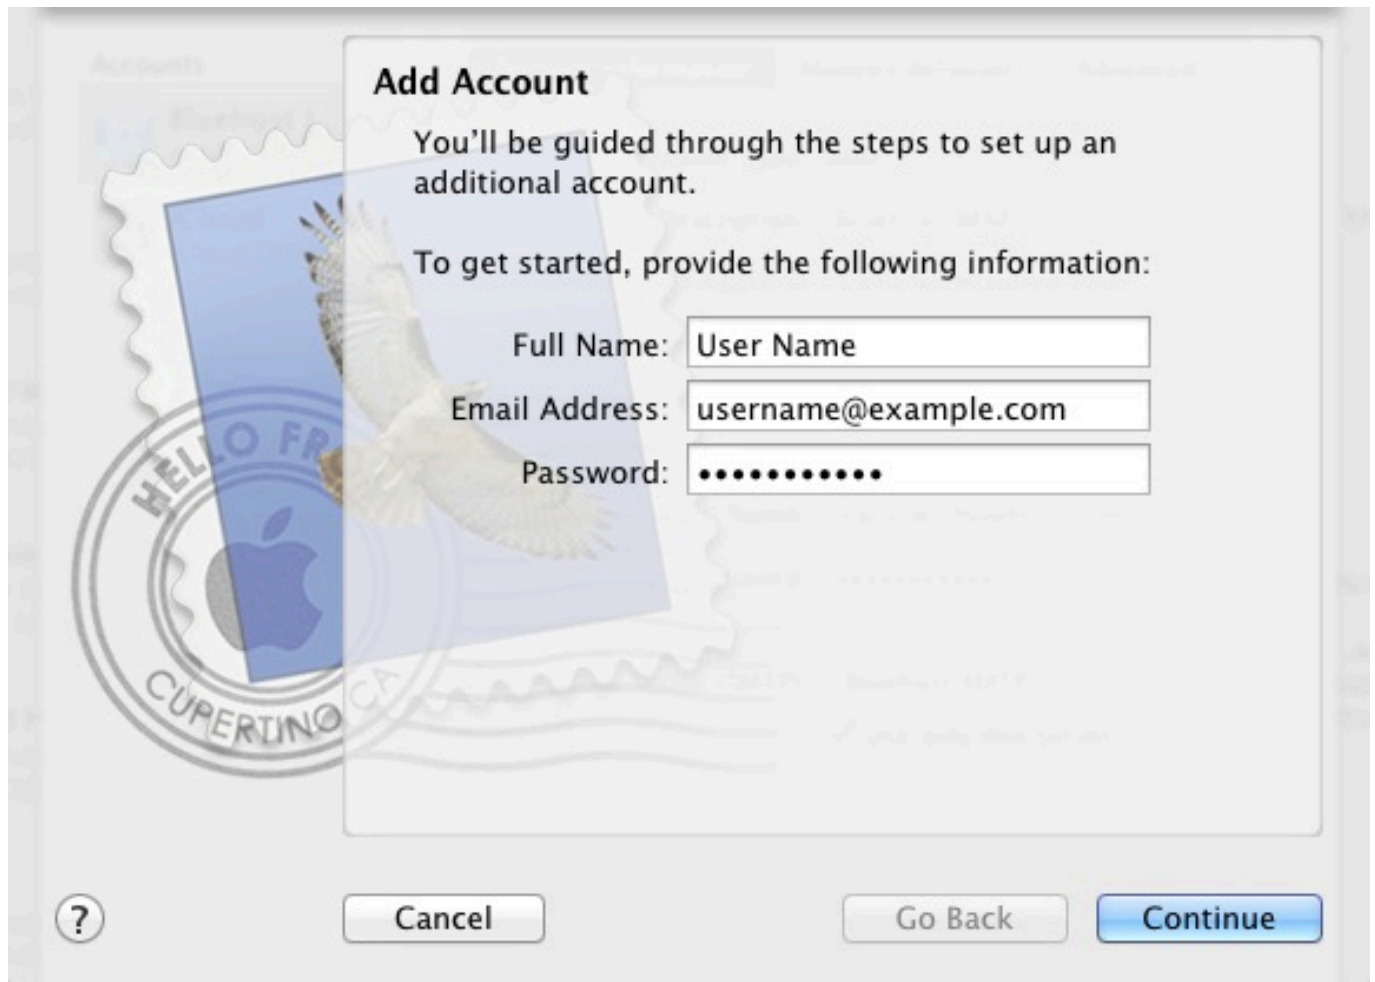 Accounts
Add Account
You'll be guided through the steps to set up an
additional account.
To get started, provide the following information:
Full Name: User Name
Email Address: username@example.com
Password: •••••••••••
HELLO FR
CUPERTINO CA
? Cancel Go Back Continue